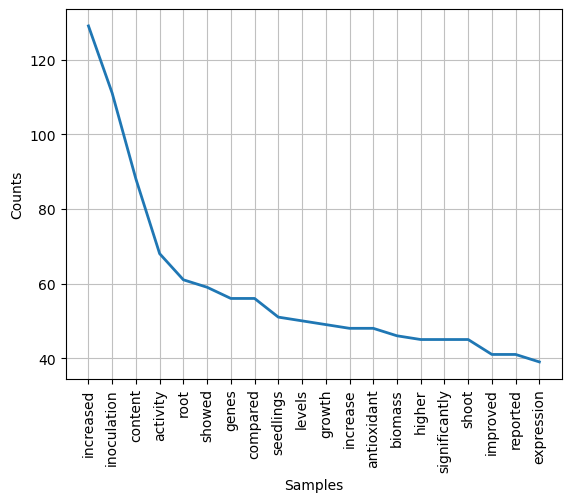 120
100
80
60
40
Counts
increased
inoculation
content
activity
root
showed
genes
compared
seedlings
levels
growth
increase
antioxidant
biomass
higher
significantly
shoot
improved
reported
expression
Samples